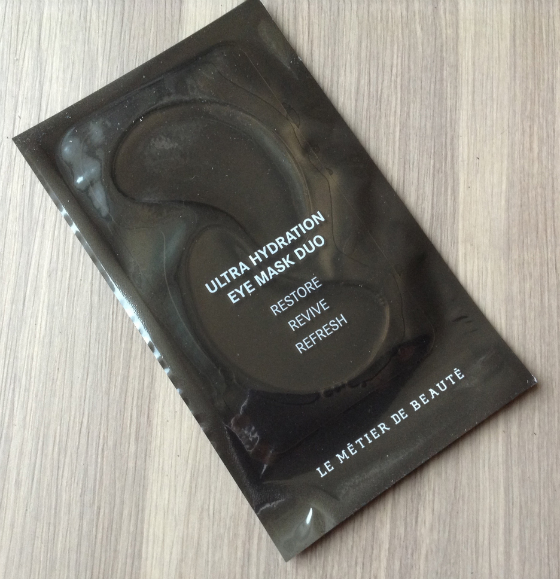 ULTRA HYDRATION
EYE MASK DUO
RESTORE
REVIVE
REFRESH
LE MÉTIER DE BEAUTÉ